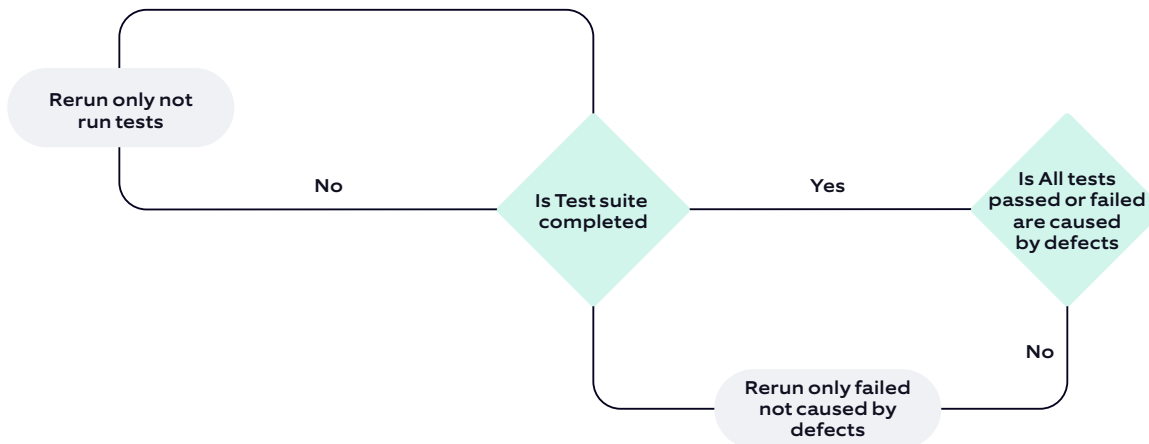 Rerun only not
run tests
No
Is Test suite
completed
Yes
Is All tests
passed or failed
are caused
by defects
No
Rerun only failed
not caused by
defects